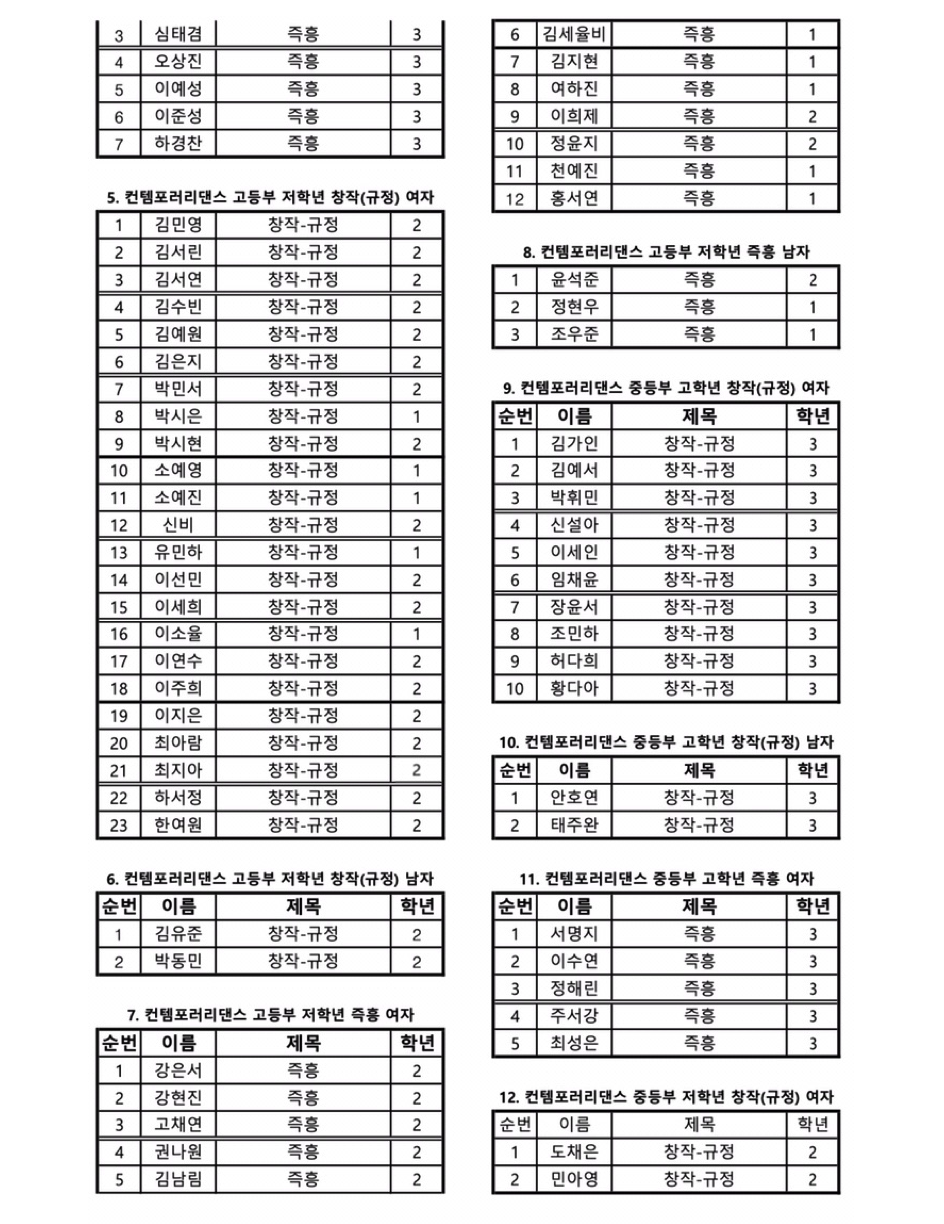 3 심태겸 즉흥 3
4 오상진 즉흥 3
5 이예성 즉흥 3
6 이준성 즉흥 3
7 하경찬 즉흥 3
5. 컨템포러리댄스 고등부 저학년 창작(규정) 여자
1 김민영 창작-규정 2
2 김서린 창작-규정 2
3 김서연 창작-규정 2
4 김수빈 창작-규정 2
5 김예원 창작-규정 2
6 김은지 창작-규정 2
7 박민서 창작-규정 2
8 박시은 창작-규정 1
9 박시현 창작-규정 2
10 소예영 창작-규정 1
11 소예진 창작-규정 1
12 신비 창작-규정 2
13 유민하 창작-규정 1
14 이선민 창작-규정 2
15 이세희 창작-규정 2
16 이소율 창작-규정 1
17 이연수 창작-규정 2
18 이주희 창작-규정 2
19 이지은 창작-규정 2
20 최아람 창작-규정 2
21 최지아 창작-규정 2
22 하서정 창작-규정 2
23 한여원 창작-규정 2
6. 컨템포러리댄스 고등부 저학년 창작(규정) 남자
순번 이름 제목 학년
1 김유준 창작-규정 2
2 박동민 창작-규정 2
7. 컨템포러리댄스 고등부 저학년 즉흥 여자
순번 이름 제목 학년
1 강은서 즉흥 2
2 강현진 즉흥 2
3 고채연 즉흥 2
4 권나원 즉흥 2
5 김남림 즉흥 2
6 김세율비 즉흥 1
7 김지현 즉흥 1
8 여하진 즉흥 1
9 이희제 즉흥 2
10 정윤지 즉흥 2
11 천예진 즉흥 1
12 홍서연 즉흥 1
8. 컨템포러리댄스 고등부 저학년 즉흥 남자
1 윤석준 즉흥 2
2 정현우 즉흥 1
3 조우준 즉흥 1
9. 컨템포러리댄스 중등부 고학년 창작(규정) 여자
순번 이름 제목 학년
1 김가인 창작-규정 3
2 김예서 창작-규정 3
3 박휘민 창작-규정 3
4 신설아 창작-규정 3
5 이세인 창작-규정 3
6 임채윤 창작-규정 3
7 장윤서 창작-규정 3
8 조민하 창작-규정 3
9 허다희 창작-규정 3
10 황다아 창작-규정 3
10. 컨템포러리댄스 중등부 고학년 창작(규정) 남자
순번 이름 제목 학년
1 안호연 창작-규정 3
2 태주완 창작-규정 3
11. 컨템포러리댄스 중등부 고학년 즉흥 여자
순번 이름 제목 학년
1 서명지 즉흥 3
2 이수연 즉흥 3
3 정해린 즉흥 3
4 주서강 즉흥 3
5 최성은 즉흥 3
12. 컨템포러리댄스 중등부 저학년 창작(규정) 여자
순번 이름 제목 학년
1 도채은 창작-규정 2
2 민아영 창작-규정 2